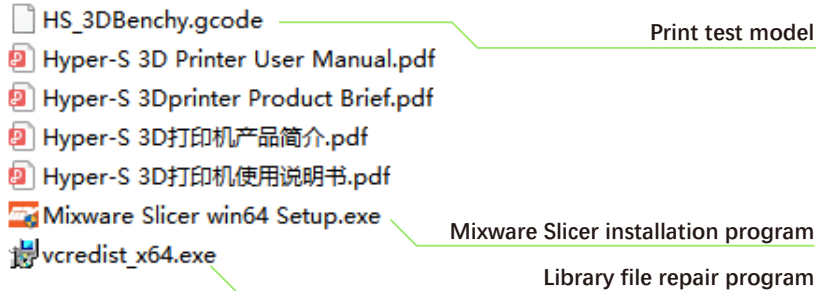 HS_3DBenchy.gcode
Print test model
Hyper-S 3D Printer User Manual.pdf
Hyper-S 3Dprinter Product Brief.pdf
Hyper-S 3D打印机产品简介.pdf
Hyper-S 3D打印机使用说明书.pdf
Mixware Slicer win64 Setup.exe
Mixware Slicer installation program
vcredist_x64.exe
Library file repair program